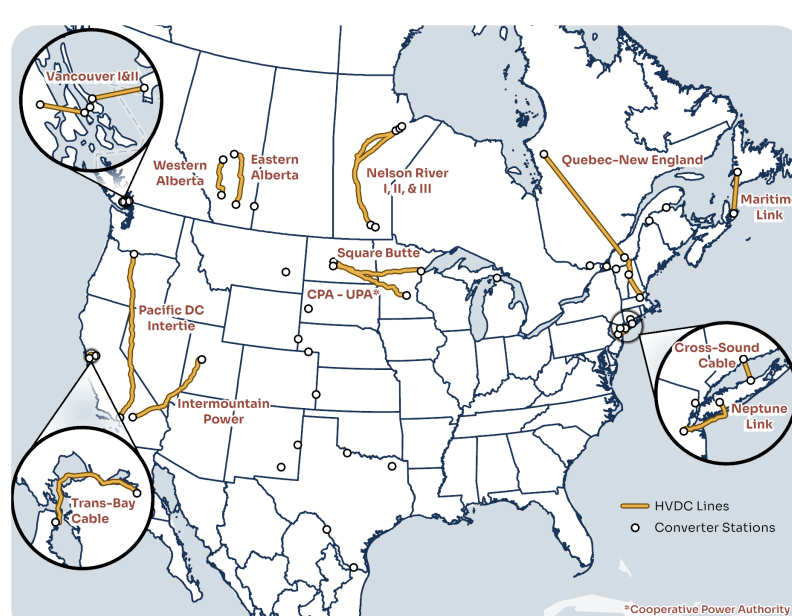 Vancouver I&II
Western
Alberta
Eastern
Alberta
Nelson River
I, II, & III
Quebec-New England
Maritime
Link
Square Butte
CPA - UPA*
Pacific DC
Intertie
Intermountain
Power
Cross-Sound
Cable
Neptune
Link
Trans-Bay
Cable
HVDC Lines
Converter Stations
*Cooperative Power Authority